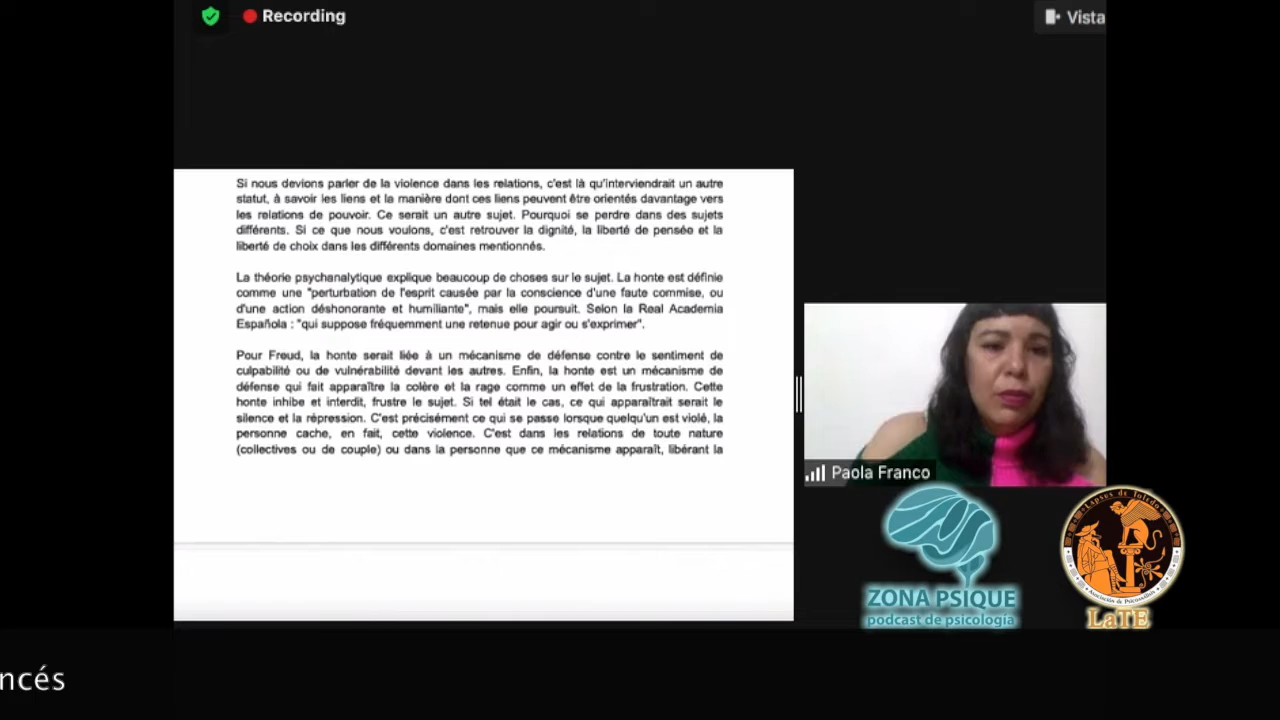 Recording
Vista
Si nous devions parler de la violence dans les relations, c'est là qu'interviendrait un autre
statut, à savoir les liens et la manière dont ces liens peuvent être orientés davantage vers
les relations de pouvoir. Ce serait un autre sujet. Pourquoi se perdre dans des sujets
différents. Si ce que nous voulons, c'est retrouver la dignité, la liberté de pensée et la
liberté de choix dans les différents domaines mentionnés.
La théorie psychanalytique explique beaucoup de choses sur le sujet. La honte est définie
comme une "perturbation de l'esprit causée par la conscience d'une faute commise, ou
d'une action déshonorante et humiliante", mais elle poursuit. Selon la Real Academia
Española : "qui suppose fréquemment une retenue pour agir ou s'exprimer".
Pour Freud, la honte serait liée à un mécanisme de défense contre le sentiment de
culpabilité ou de vulnérabilité devant les autres. Enfin, la honte est un mécanisme de
défense qui fait apparaître la colère et la rage comme un effet de la frustration. Cette
honte inhibe et interdit, frustre le sujet. Si tel était le cas, ce qui apparaîtrait serait le
silence et la répression. C'est précisément ce qui se passe lorsque quelqu'un est violé, la
personne cache, en fait, cette violence. C'est dans les relations de toute nature
(collectives ou de couple) ou dans la personne que ce mécanisme apparaît, libérant la
Paola Franco
ZONA PSIQUE
podcast de psicología
Lapsus de Toledo
Asociación de Psicoanálisis
LaTE
ncés